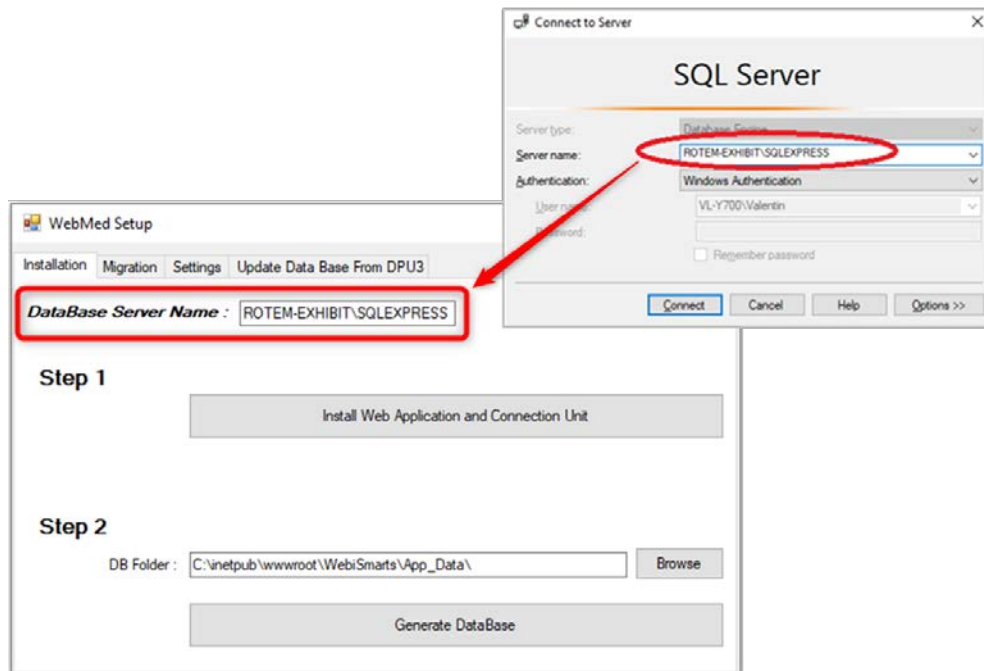 Connect to Server
SQL Server
Server type:
Database Engine
Server name:
ROTEM-EXHIBIT\SQLEXPRESS
Authentication:
Windows Authentication
User name:
VL-Y700\Valentin
Password:
Remember password
Connect Cancel Help Options >>
WebMed Setup
Installation Migration Settings Update Data Base From DPU3
DataBase Server Name : ROTEM-EXHIBIT\SQLEXPRESS
Step 1
Install Web Application and Connection Unit
Step 2
DB Folder : C:\inetpub\wwwroot\WebiSmarts\App_Data\ Browse
Generate DataBase